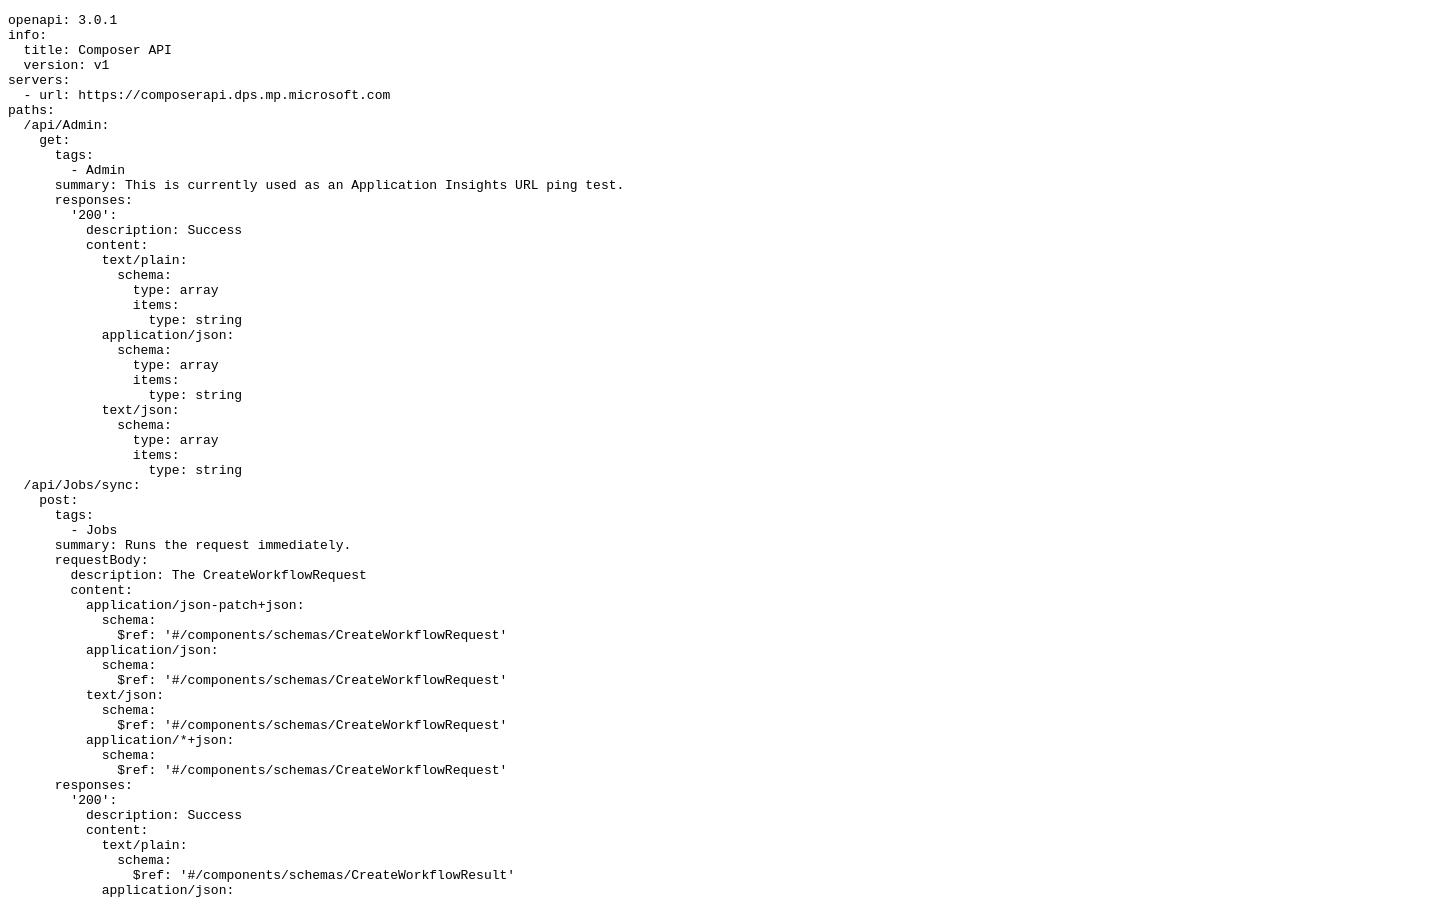 openapi: 3.0.1
info:
  title: Composer API
  version: v1
servers:
  - url: https://composerapi.dps.mp.microsoft.com
paths:
  /api/Admin:
    get:
      tags:
        - Admin
      summary: This is currently used as an Application Insights URL ping test.
      responses:
        '200':
          description: Success
          content:
            text/plain:
              schema:
                type: array
                items:
                  type: string
            application/json:
              schema:
                type: array
                items:
                  type: string
            text/json:
              schema:
                type: array
                items:
                  type: string
  /api/Jobs/sync:
    post:
      tags:
        - Jobs
      summary: Runs the request immediately.
      requestBody:
        description: The CreateWorkflowRequest
        content:
          application/json-patch+json:
            schema:
              $ref: '#/components/schemas/CreateWorkflowRequest'
          application/json:
            schema:
              $ref: '#/components/schemas/CreateWorkflowRequest'
          text/json:
            schema:
              $ref: '#/components/schemas/CreateWorkflowRequest'
          application/*+json:
            schema:
              $ref: '#/components/schemas/CreateWorkflowRequest'
      responses:
        '200':
          description: Success
          content:
            text/plain:
              schema:
                $ref: '#/components/schemas/CreateWorkflowResult'
            application/json: